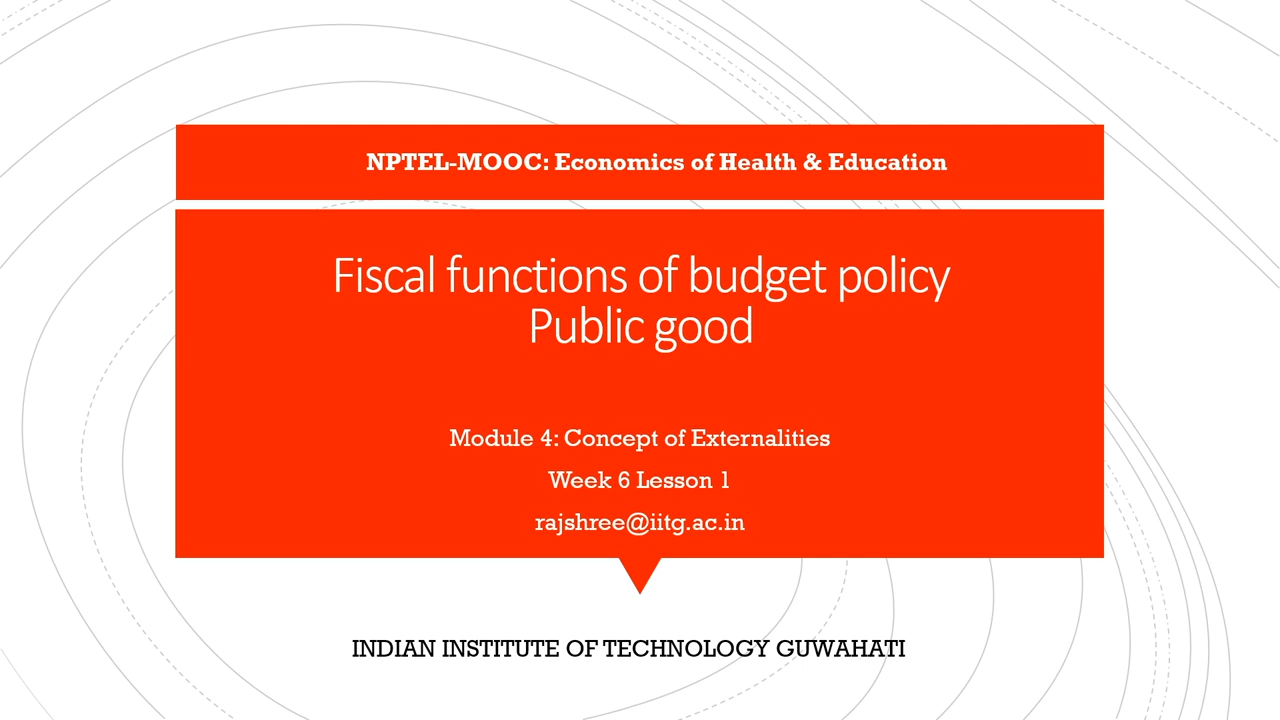 NPTEL-MOOC: Economics of Health & Education
Fiscal functions of budget policy
Public good
Module 4: Concept of Externalities
Week 6 Lesson 1
rajshree@iitg.ac.in
INDIAN INSTITUTE OF TECHNOLOGY GUWAHATI